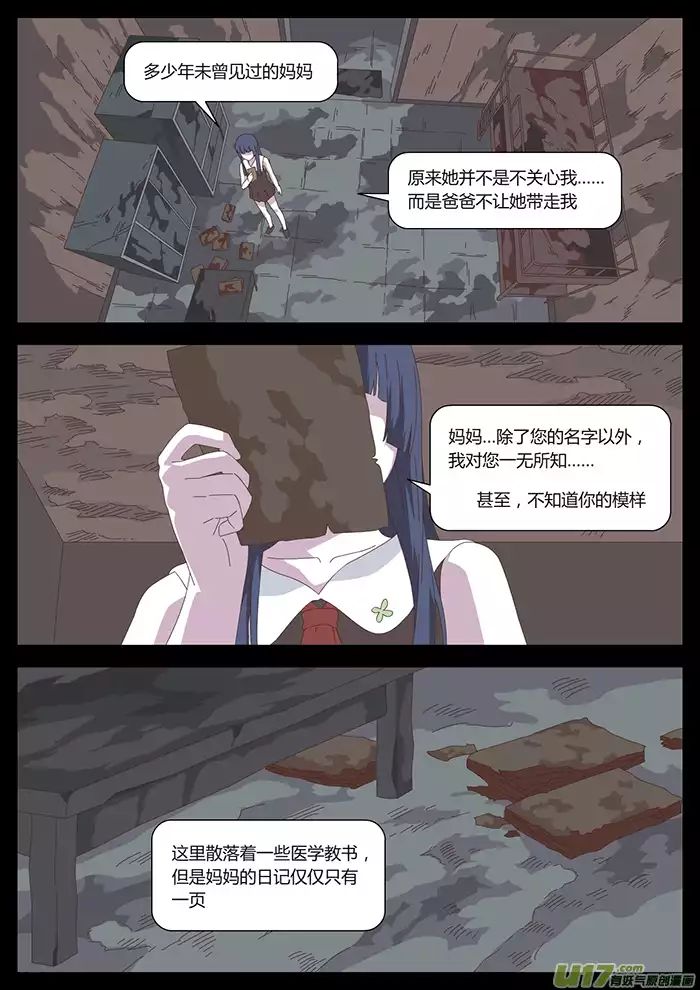 多少年未曾见过的妈妈
原来她并不是不关心我……
而是爸爸不让她带走我
妈妈…除了您的名字以外，
我对您一无所知……
甚至，不知道你的模样
这里散落着一些医学教书，
但是妈妈的日记仅仅只有
一页
U17.com
有妖气原创漫画